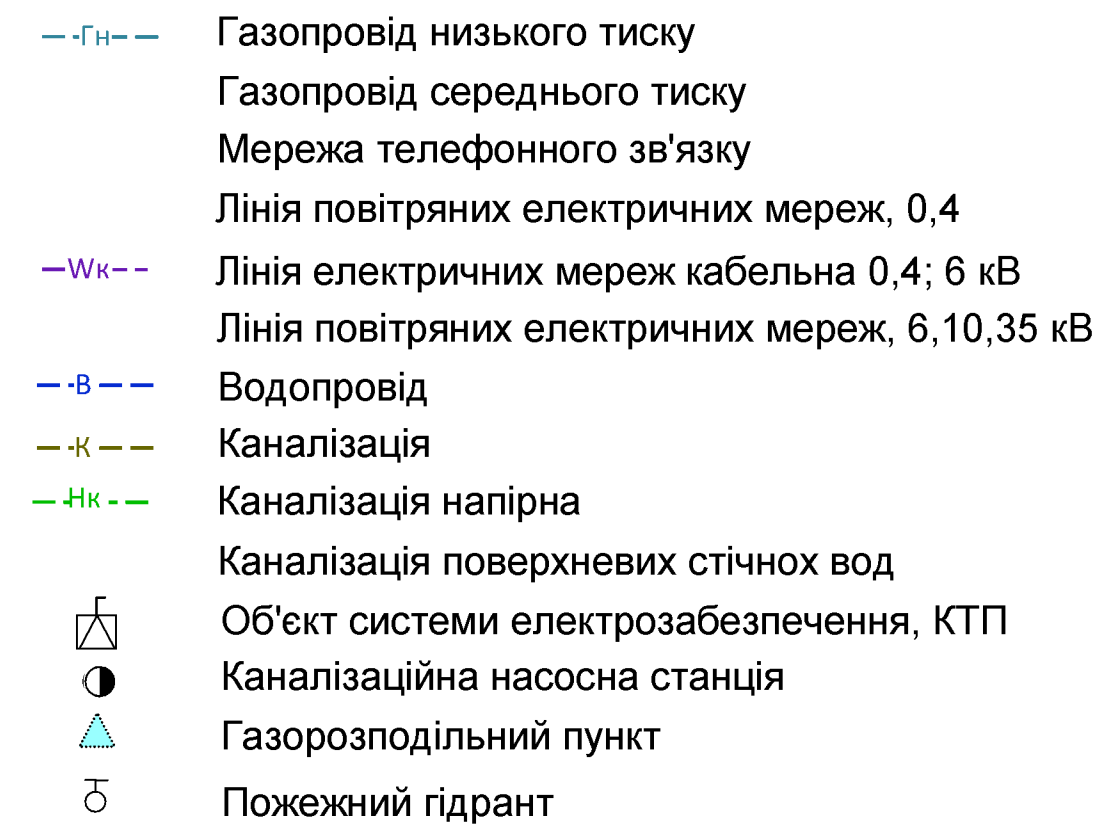 Гн Газопровід низького тиску
Газопровід середнього тиску
Мережа телефонного зв'язку
Лінія повітряних електричних мереж, 0,4
Wк Лінія електричних мереж кабельна 0,4; 6 кВ
Лінія повітряних електричних мереж, 6,10,35 кВ
В Водопровід
К Каналізація
Нк Каналізація напірна
Каналізація поверхневих стічнох вод
Об'єкт системи електрозабезпечення, КТП
Каналізаційна насосна станція
Газорозподільний пункт
Пожежний гідрант